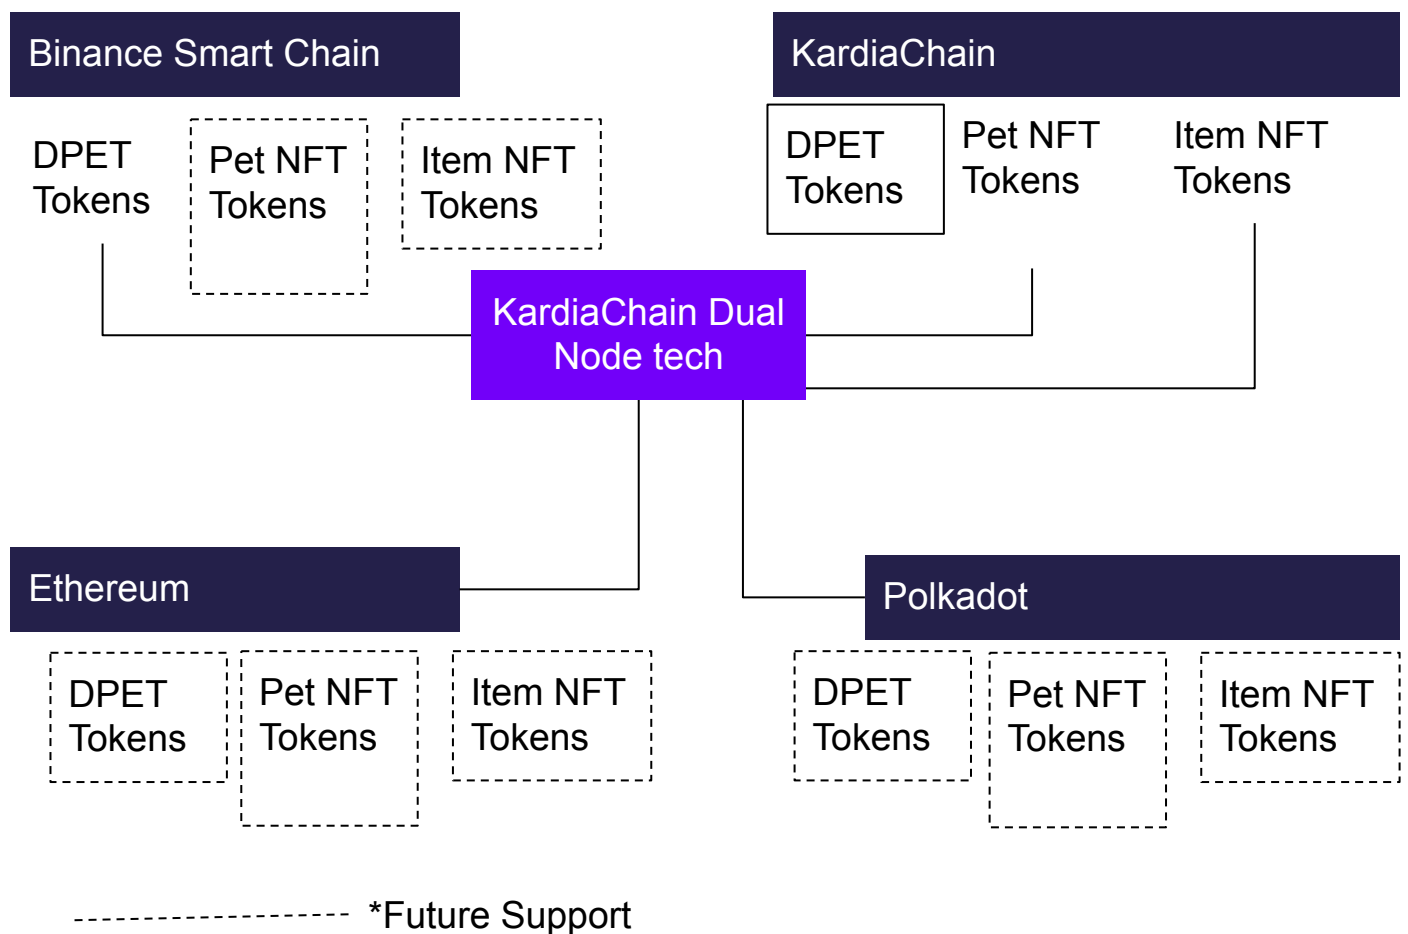 Binance Smart Chain
DPET
Tokens
Pet NFT
Tokens
Item NFT
Tokens
KardiaChain
DPET
Tokens
Pet NFT
Tokens
Item NFT
Tokens
KardiaChain Dual
Node tech
Ethereum
DPET
Tokens
Pet NFT
Tokens
Item NFT
Tokens
Polkadot
DPET
Tokens
Pet NFT
Tokens
Item NFT
Tokens
*Future Support